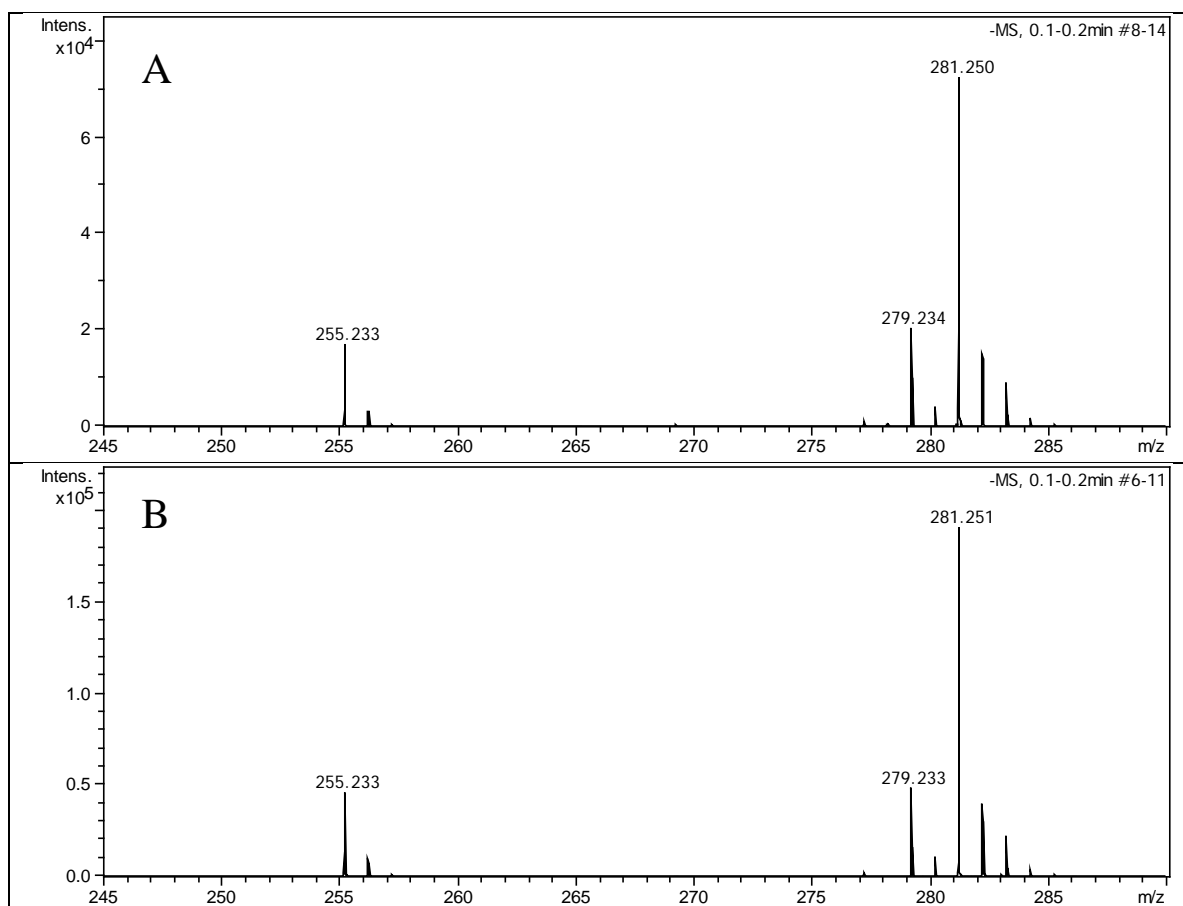 Intens.
x10^4
-MS, 0.1-0.2min #8-14
A
281.250
6
4
279.234
255.233
2
0
245 250 255 260 265 270 275 280 285 m/z
Intens.
x10^5
-MS, 0.1-0.2min #6-11
B
281.251
1.5
1.0
279.233
255.233
0.5
0.0
245 250 255 260 265 270 275 280 285 m/z